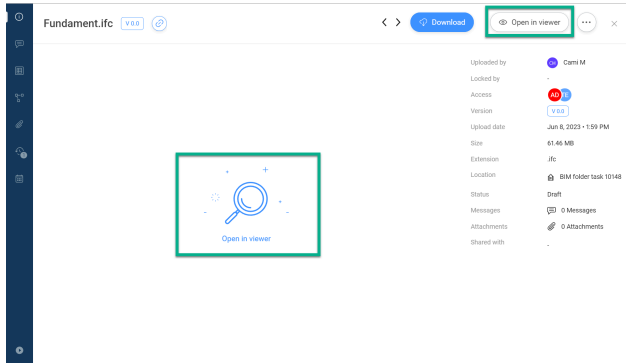 Fundament.ifc V 0.0 Download Open in viewer
Uploaded by CM Cami M
Locked by -
Access AD TE
Version V 0.0
Upload date Jun 8, 2023 • 1:59 PM
Size 61.46 MB
Extension .ifc
Location BIM folder task 10148
Status Draft
Messages 0 Messages
Attachments 0 Attachments
Shared with -
Open in viewer